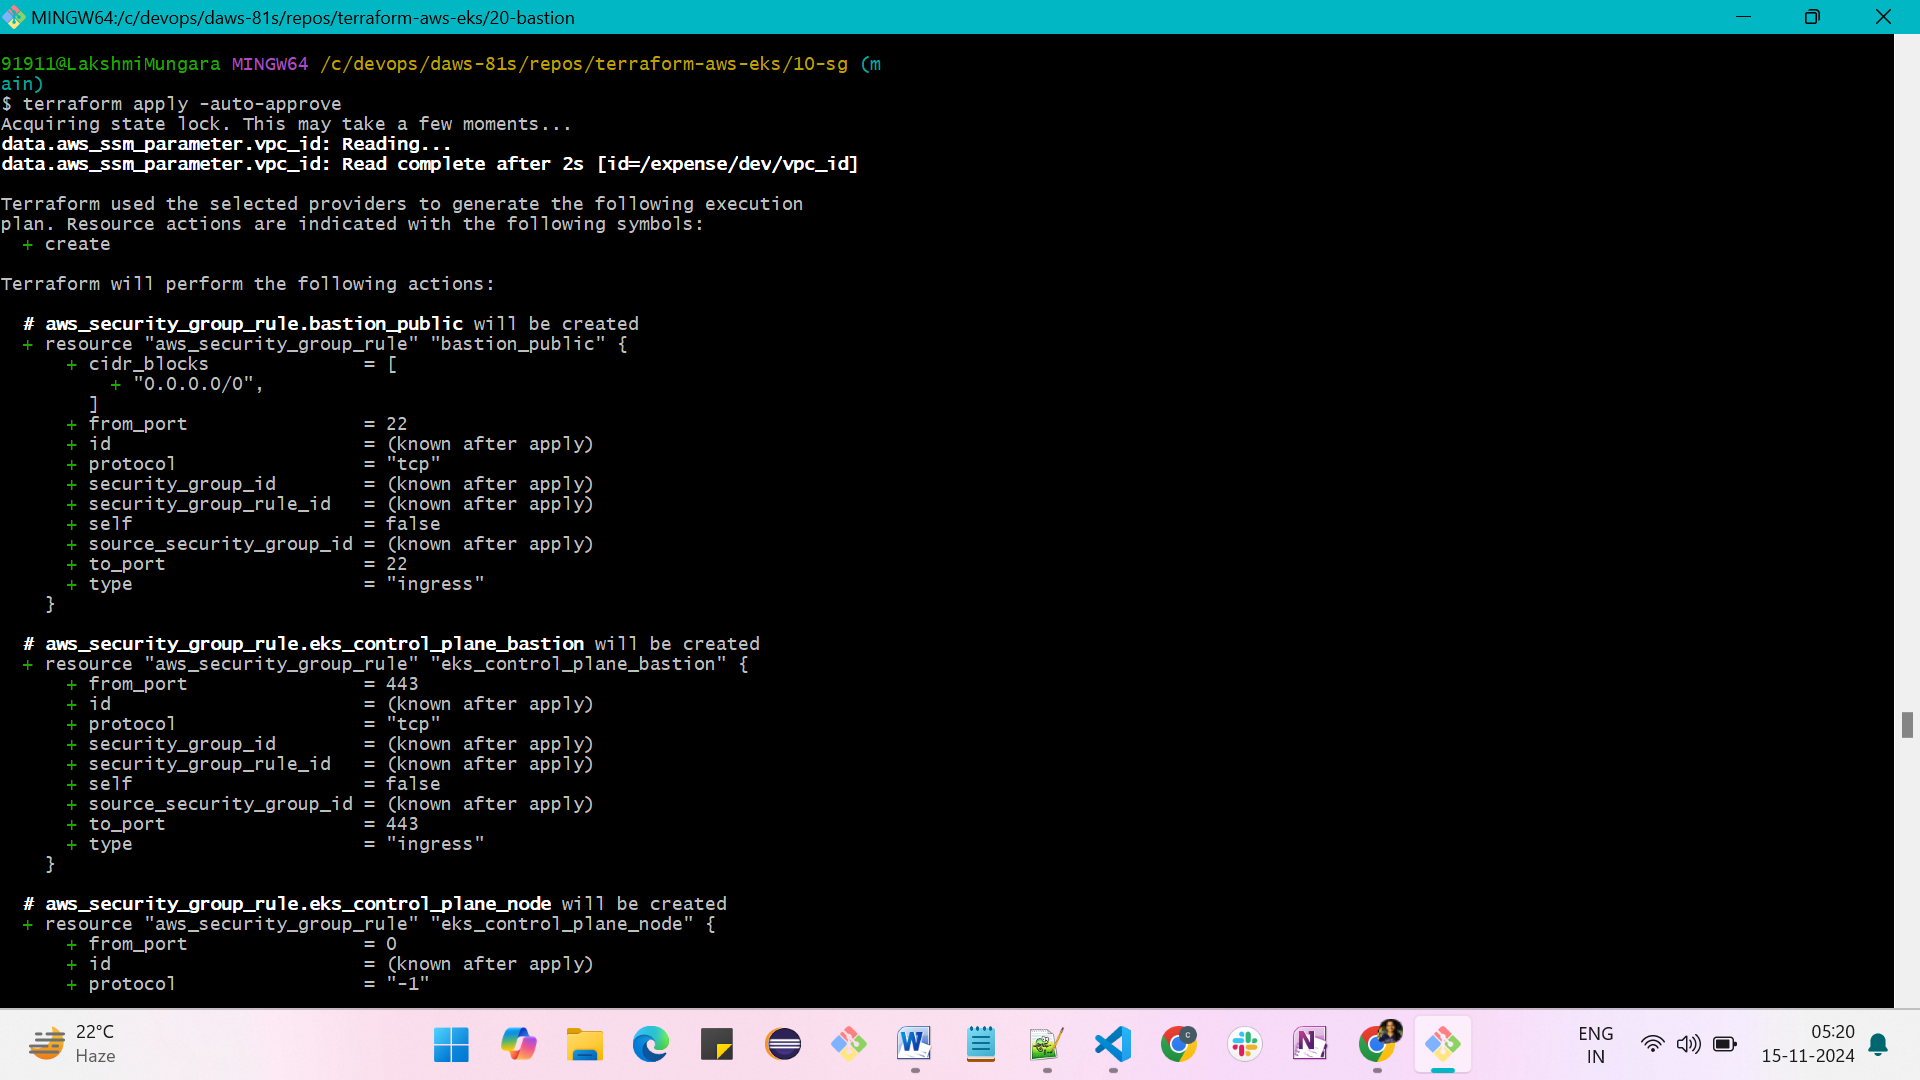 MINGW64:/c/devops/daws-81s/repos/terraform-aws-eks/20-bastion
91911@LakshmiMungara MINGW64 /c/devops/daws-81s/repos/terraform-aws-eks/10-sg (m
ain)
$ terraform apply -auto-approve
Acquiring state lock. This may take a few moments...
data.aws_ssm_parameter.vpc_id: Reading...
data.aws_ssm_parameter.vpc_id: Read complete after 2s [id=/expense/dev/vpc_id]
Terraform used the selected providers to generate the following execution
plan. Resource actions are indicated with the following symbols:
  + create
Terraform will perform the following actions:
  # aws_security_group_rule.bastion_public will be created
  + resource "aws_security_group_rule" "bastion_public" {
      + cidr_blocks              = [
          + "0.0.0.0/0",
        ]
      + from_port                = 22
      + id                       = (known after apply)
      + protocol                 = "tcp"
      + security_group_id        = (known after apply)
      + security_group_rule_id   = (known after apply)
      + self                     = false
      + source_security_group_id = (known after apply)
      + to_port                  = 22
      + type                     = "ingress"
    }
  # aws_security_group_rule.eks_control_plane_bastion will be created
  + resource "aws_security_group_rule" "eks_control_plane_bastion" {
      + from_port                = 443
      + id                       = (known after apply)
      + protocol                 = "tcp"
      + security_group_id        = (known after apply)
      + security_group_rule_id   = (known after apply)
      + self                     = false
      + source_security_group_id = (known after apply)
      + to_port                  = 443
      + type                     = "ingress"
    }
  # aws_security_group_rule.eks_control_plane_node will be created
  + resource "aws_security_group_rule" "eks_control_plane_node" {
      + from_port                = 0
      + id                       = (known after apply)
      + protocol                 = "-1"
22°C
Haze
ENG
IN
05:20
15-11-2024